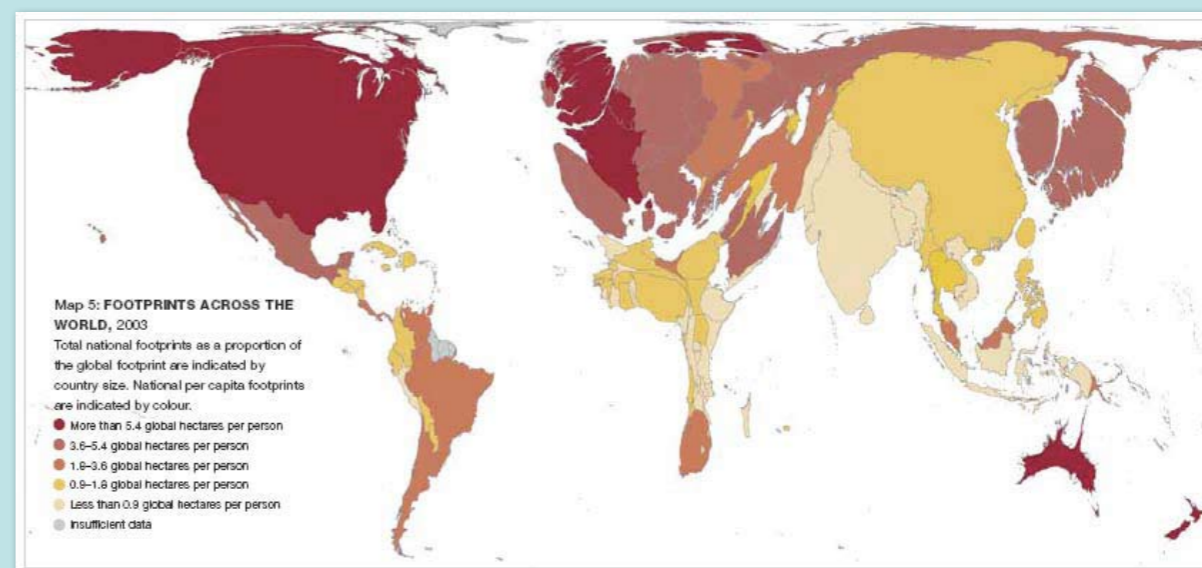 Map 5: FOOTPRINTS ACROSS THE
WORLD, 2003
Total national footprints as a proportion of
the global footprint are indicated by
country size. National per capita footprints
are indicated by colour.
More than 5.4 global hectares per person
3.6–5.4 global hectares per person
1.8–3.6 global hectares per person
0.9–1.8 global hectares per person
Less than 0.9 global hectares per person
Insufficient data